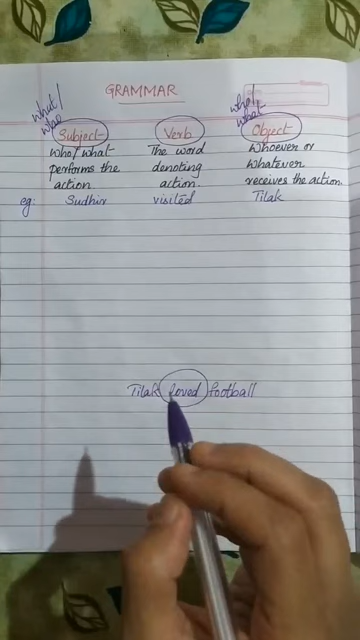 GRAMMAR
what/ who/
who what
Subject Verb Object
who/what The word Whoever or
performs the denoting whatever
action action. receives the action.
eg: Sudhir visited Tilak
Tilak loved football